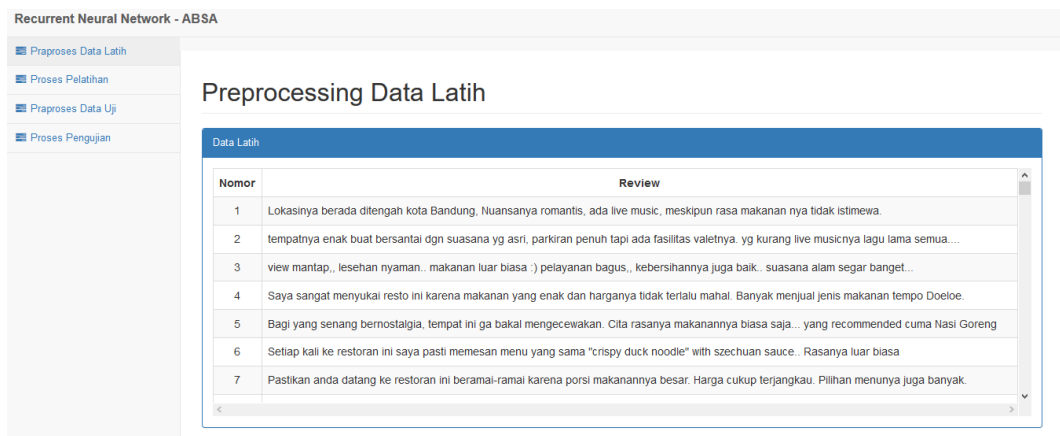 Recurrent Neural Network - ABSA
Praproses Data Latih
Proses Pelatihan
Praproses Data Uji
Proses Pengujian
Preprocessing Data Latih
Data Latih
Nomor Review
1 Lokasinya berada ditengah kota Bandung, Nuansanya romantis, ada live music, meskipun rasa makanan nya tidak istimewa.
2 tempatnya enak buat bersantai dgn suasana yg asri, parkiran penuh tapi ada fasilitas valetnya. yg kurang live musicnya lagu lama semua....
3 view mantap,, lesehan nyaman.. makanan luar biasa :) pelayanan bagus,, kebersihannya juga baik.. suasana alam segar banget...
4 Saya sangat menyukai resto ini karena makanan yang enak dan harganya tidak terlalu mahal. Banyak menjual jenis makanan tempo Doeloe.
5 Bagi yang senang bernostalgia, tempat ini ga bakal mengecewakan. Cita rasanya makanannya biasa saja... yang recommended cuma Nasi Goreng
6 Setiap kali ke restoran ini saya pasti memesan menu yang sama "crispy duck noodle" with szechuan sauce.. Rasanya luar biasa
7 Pastikan anda datang ke restoran ini beramai-ramai karena porsi makanannya besar. Harga cukup terjangkau. Pilihan menunya juga banyak.